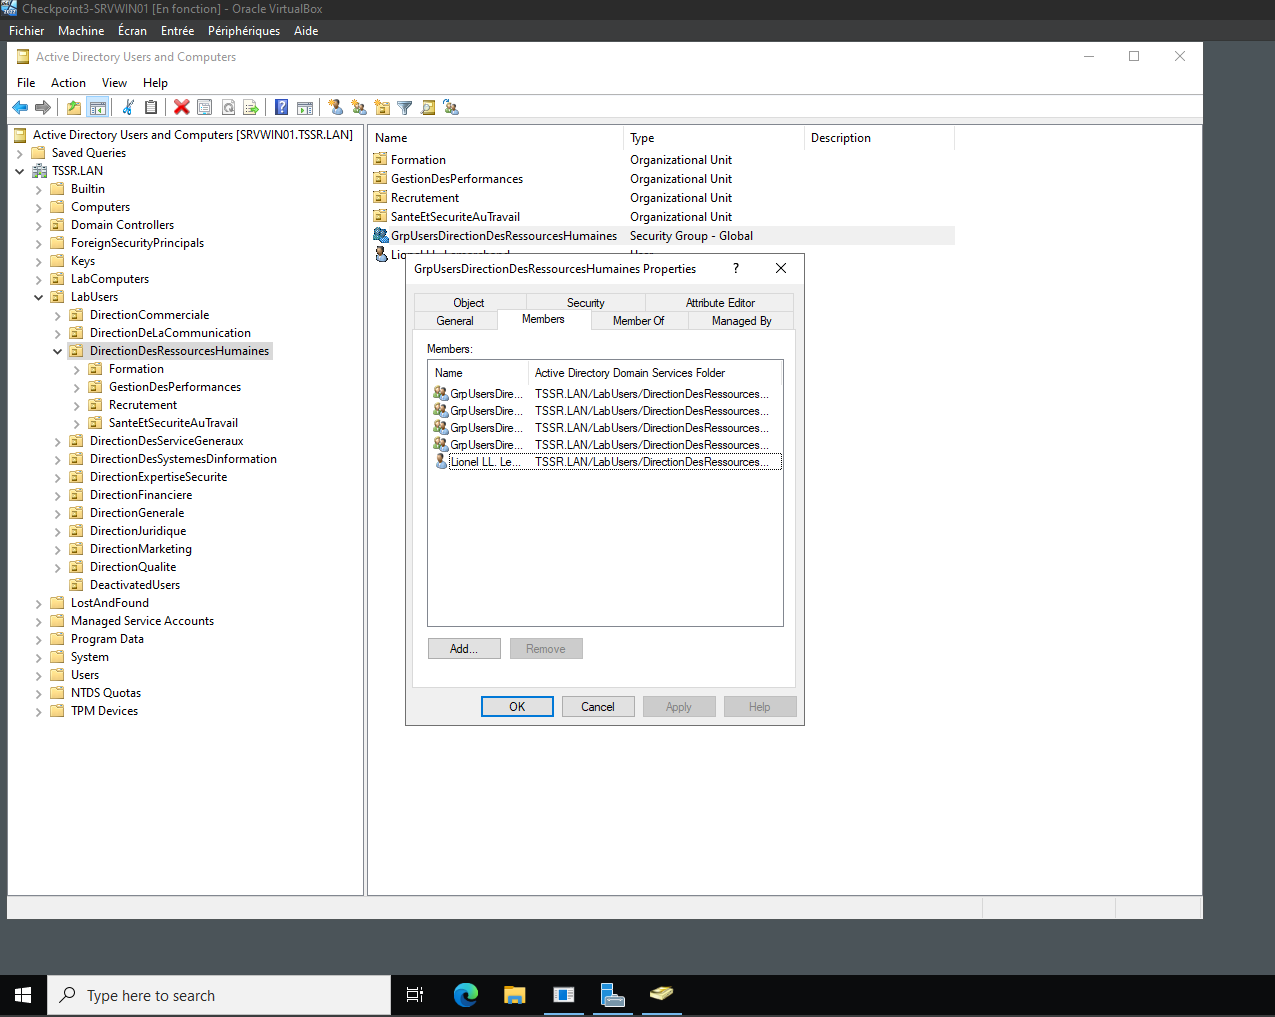 Checkpoint3-SRVWIN01 [En fonction] - Oracle VirtualBox
Fichier Machine Écran Entrée Périphériques Aide
Active Directory Users and Computers
File Action View Help
Active Directory Users and Computers [SRVWIN01.TSSR.LAN]
Saved Queries
TSSR.LAN
Builtin
Computers
Domain Controllers
ForeignSecurityPrincipals
Keys
LabComputers
LabUsers
DirectionCommerciale
DirectionDeLaCommunication
DirectionDesRessourcesHumaines
Formation
GestionDesPerformances
Recrutement
SanteEtSecuriteAuTravail
DirectionDesServiceGeneraux
DirectionDesSystemesDinformation
DirectionExpertiseSecurite
DirectionFinanciere
DirectionGenerale
DirectionJuridique
DirectionMarketing
DirectionQualite
DeactivatedUsers
LostAndFound
Managed Service Accounts
Program Data
System
Users
NTDS Quotas
TPM Devices
Name Type Description
Formation Organizational Unit
GestionDesPerformances Organizational Unit
Recrutement Organizational Unit
SanteEtSecuriteAuTravail Organizational Unit
GrpUsersDirectionDesRessourcesHumaines Security Group - Global
GrpUsersDirectionDesRessourcesHumaines Properties
?
Object Security Attribute Editor
General Members Member Of Managed By
Members:
Name Active Directory Domain Services Folder
GrpUsersDire... TSSR.LAN/LabUsers/DirectionDesRessources...
GrpUsersDire... TSSR.LAN/LabUsers/DirectionDesRessources...
GrpUsersDire... TSSR.LAN/LabUsers/DirectionDesRessources...
GrpUsersDire... TSSR.LAN/LabUsers/DirectionDesRessources...
Lionel LL. Le... TSSR.LAN/LabUsers/DirectionDesRessources...
Add... Remove
OK Cancel Apply Help
Type here to search